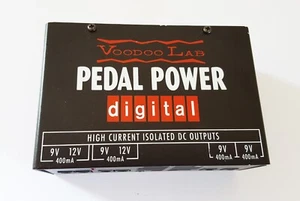 VOODOO LAB
PEDAL POWER
digital
HIGH CURRENT ISOLATED DC OUTPUTS
9V 12V 9V 12V 9V 9V
400mA 400mA 400mA